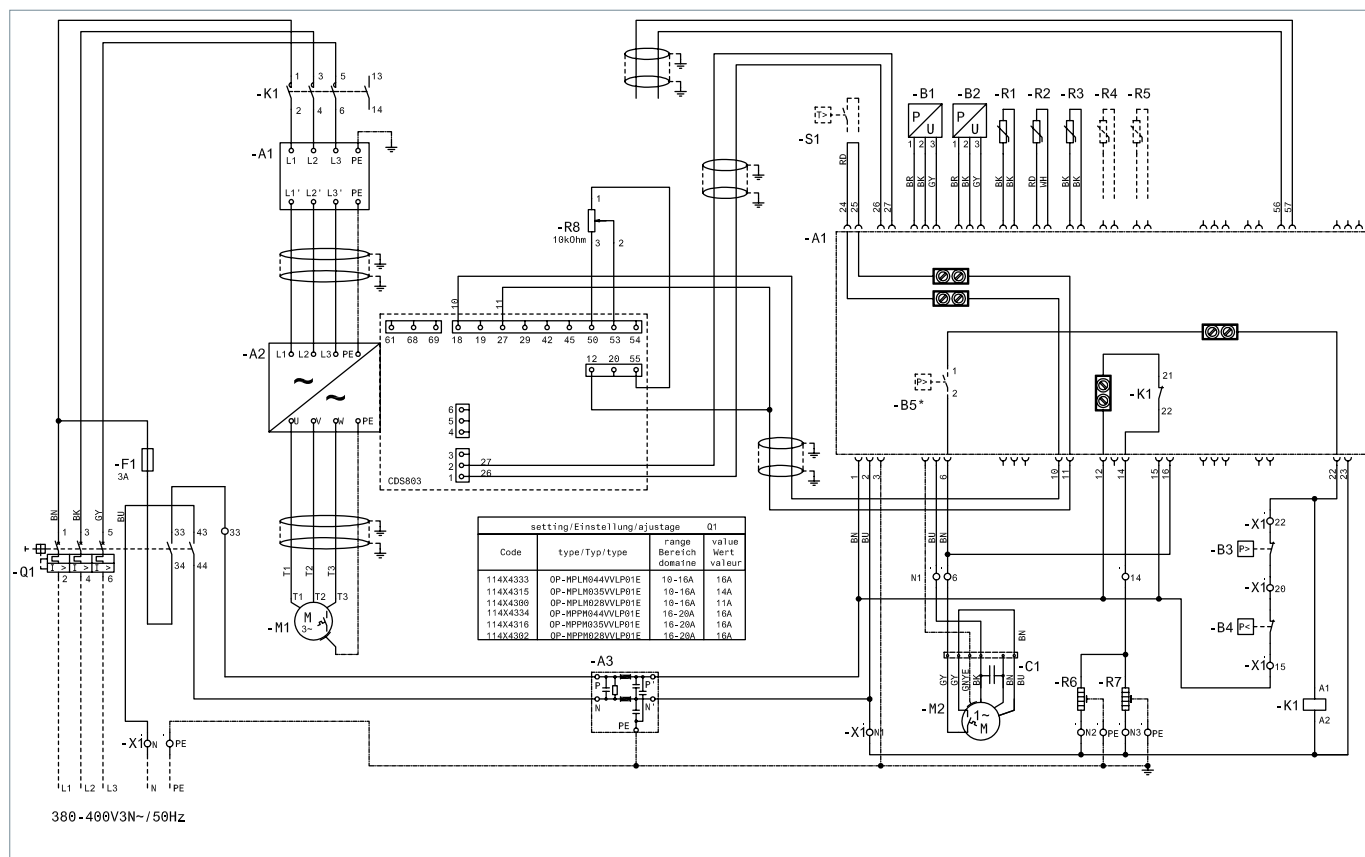 1 3 5 13
-K1
2 4 6 14
-A1
L1 L2 L3 PE
L1' L2' L3' PE
-A2
L1 L2 L3 PE
~
~
U V W PE
T1 T2 T3
T1 T2 T3
M
3~
-M1
-F1
3A
BN BK GY BU
1 3 5 33 43 33
-Q1
I> I> I>
2 4 6 34 44
-X1 N PE
L1 L2 L3 N PE
380-400V3N~/50Hz
-R8
10kOhm
1
3 2
10 11
61 68 69 18 19 27 29 42 45 50 53 54
12 20 55
6
5
4
3
2 27
1 26
CDS803
setting/Einstellung/ajustage Q1
Code type/Typ/type range Bereich domaine value Wert valeur
114X4333 OP-MPLM044VVLP01E 10-16A 16A
114X4315 OP-MPLM035VVLP01E 10-16A 14A
114X4300 OP-MPLM028VVLP01E 10-16A 11A
114X4334 OP-MPPM044VVLP01E 16-20A 16A
114X4316 OP-MPPM035VVLP01E 16-20A 16A
114X4302 OP-MPPM028VVLP01E 16-20A 16A
-A3
P P'
N N'
PE
T>
-S1
-B1 -B2 -R1 -R2 -R3 -R4 -R5
P U P U
1 2 3 1 2 3
RD BR BK GY BR BK GY BK BK RD WH BK BK
24 25 26 27 56 57
-A1
P>
-B5*
1
2
-K1
21
22
1 2 3 6 10 11 12 14 15 16 22 23
BN BU BU BN
N1 6 14
-C1
GY GY GNYE BK BN BU BN
-M2
1~
M
-X1 N1
-R6 -R7
N2 PE N3 PE
-X1 22
-B3 P>
-X1 20
-B4 P<
-X1 15
-K1
A1
A2